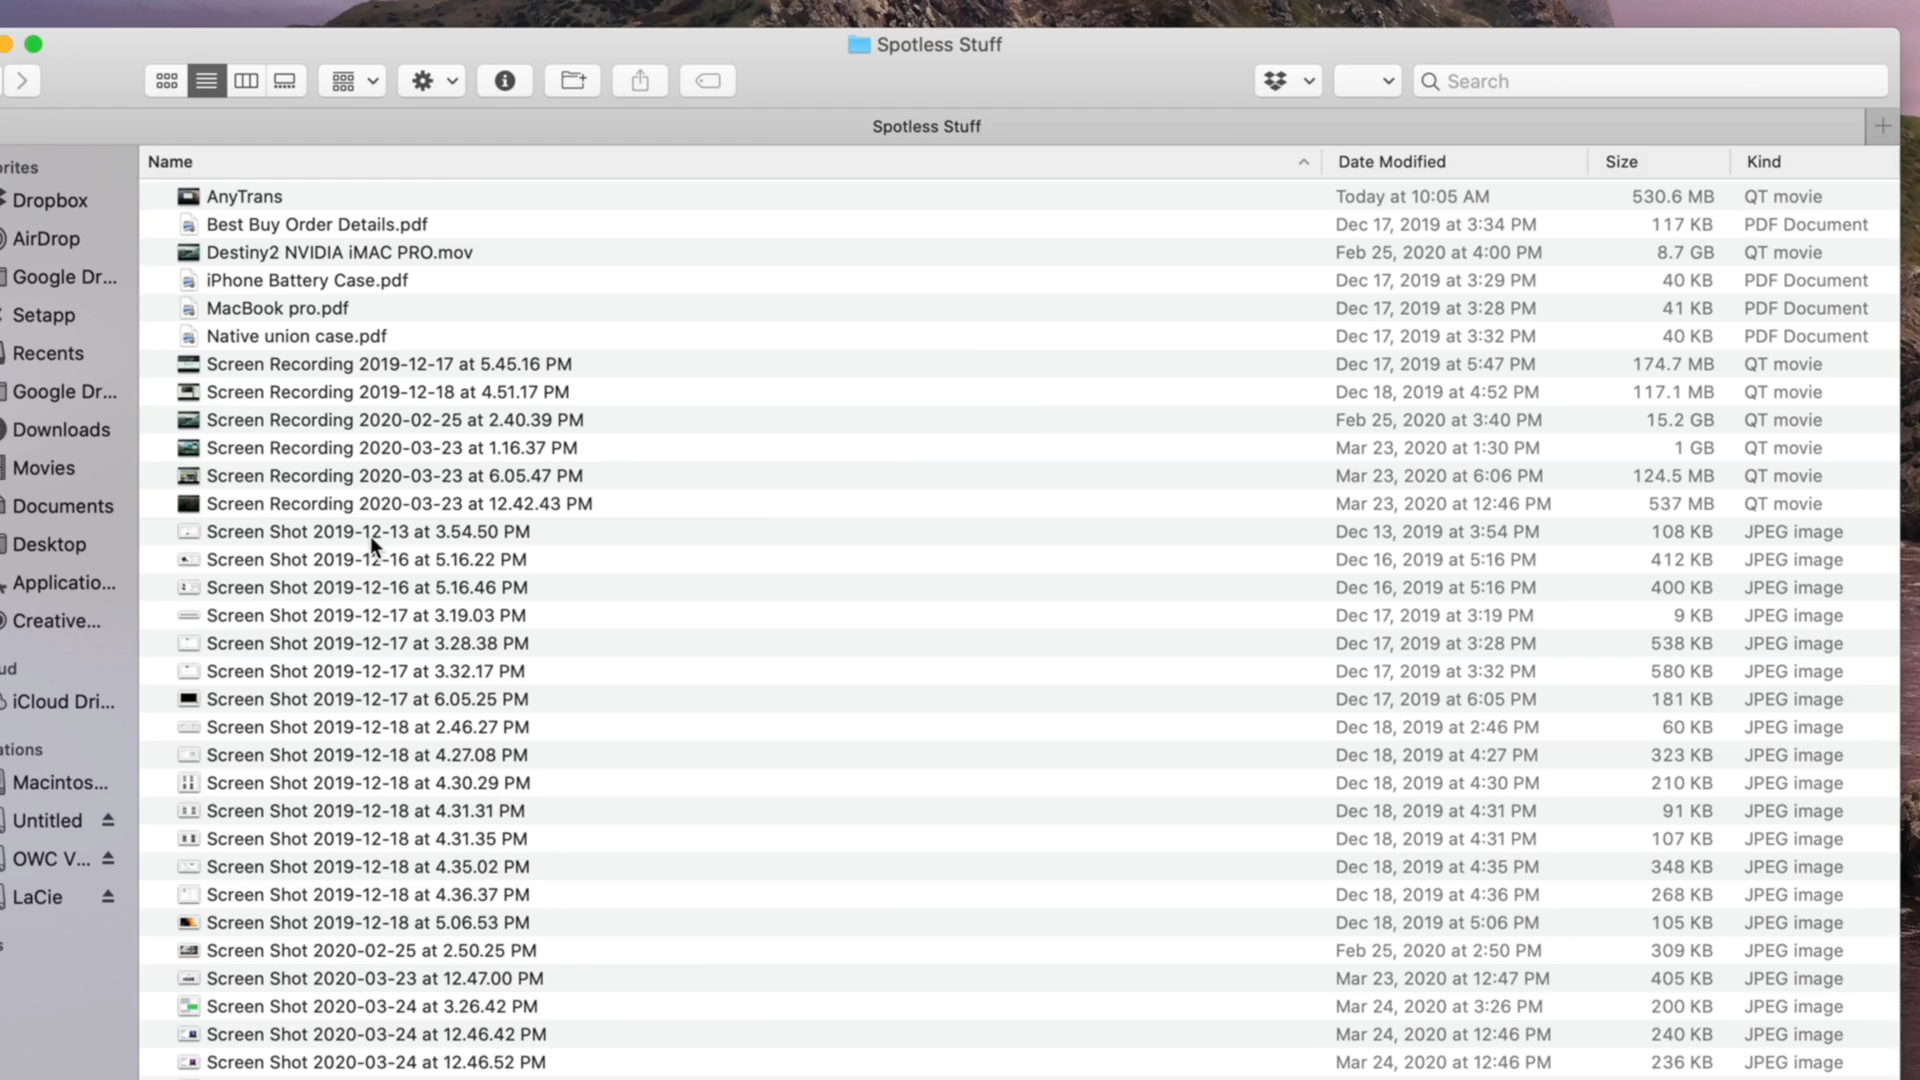 Spotless Stuff
Search
Spotless Stuff
Name Date Modified Size Kind
AnyTrans Today at 10:05 AM 530.6 MB QT movie
Best Buy Order Details.pdf Dec 17, 2019 at 3:34 PM 117 KB PDF Document
Destiny2 NVIDIA iMAC PRO.mov Feb 25, 2020 at 4:00 PM 8.7 GB QT movie
iPhone Battery Case.pdf Dec 17, 2019 at 3:29 PM 40 KB PDF Document
MacBook pro.pdf Dec 17, 2019 at 3:28 PM 41 KB PDF Document
Native union case.pdf Dec 17, 2019 at 3:32 PM 40 KB PDF Document
Screen Recording 2019-12-17 at 5.45.16 PM Dec 17, 2019 at 5:47 PM 174.7 MB QT movie
Screen Recording 2019-12-18 at 4.51.17 PM Dec 18, 2019 at 4:52 PM 117.1 MB QT movie
Screen Recording 2020-02-25 at 2.40.39 PM Feb 25, 2020 at 3:40 PM 15.2 GB QT movie
Screen Recording 2020-03-23 at 1.16.37 PM Mar 23, 2020 at 1:30 PM 1 GB QT movie
Screen Recording 2020-03-23 at 6.05.47 PM Mar 23, 2020 at 6:06 PM 124.5 MB QT movie
Screen Recording 2020-03-23 at 12.42.43 PM Mar 23, 2020 at 12:46 PM 537 MB QT movie
Screen Shot 2019-12-13 at 3.54.50 PM Dec 13, 2019 at 3:54 PM 108 KB JPEG image
Screen Shot 2019-12-16 at 5.16.22 PM Dec 16, 2019 at 5:16 PM 412 KB JPEG image
Screen Shot 2019-12-16 at 5.16.46 PM Dec 16, 2019 at 5:16 PM 400 KB JPEG image
Screen Shot 2019-12-17 at 3.19.03 PM Dec 17, 2019 at 3:19 PM 9 KB JPEG image
Screen Shot 2019-12-17 at 3.28.38 PM Dec 17, 2019 at 3:28 PM 538 KB JPEG image
Screen Shot 2019-12-17 at 3.32.17 PM Dec 17, 2019 at 3:32 PM 580 KB JPEG image
Screen Shot 2019-12-17 at 6.05.25 PM Dec 17, 2019 at 6:05 PM 181 KB JPEG image
Screen Shot 2019-12-18 at 2.46.27 PM Dec 18, 2019 at 2:46 PM 60 KB JPEG image
Screen Shot 2019-12-18 at 4.27.08 PM Dec 18, 2019 at 4:27 PM 323 KB JPEG image
Screen Shot 2019-12-18 at 4.30.29 PM Dec 18, 2019 at 4:30 PM 210 KB JPEG image
Screen Shot 2019-12-18 at 4.31.31 PM Dec 18, 2019 at 4:31 PM 91 KB JPEG image
Screen Shot 2019-12-18 at 4.31.35 PM Dec 18, 2019 at 4:31 PM 107 KB JPEG image
Screen Shot 2019-12-18 at 4.35.02 PM Dec 18, 2019 at 4:35 PM 348 KB JPEG image
Screen Shot 2019-12-18 at 4.36.37 PM Dec 18, 2019 at 4:36 PM 268 KB JPEG image
Screen Shot 2019-12-18 at 5.06.53 PM Dec 18, 2019 at 5:06 PM 105 KB JPEG image
Screen Shot 2020-02-25 at 2.50.25 PM Feb 25, 2020 at 2:50 PM 309 KB JPEG image
Screen Shot 2020-03-23 at 12.47.00 PM Mar 23, 2020 at 12:47 PM 405 KB JPEG image
Screen Shot 2020-03-24 at 3.26.42 PM Mar 24, 2020 at 3:26 PM 200 KB JPEG image
Screen Shot 2020-03-24 at 12.46.42 PM Mar 24, 2020 at 12:46 PM 240 KB JPEG image
Screen Shot 2020-03-24 at 12.46.52 PM Mar 24, 2020 at 12:46 PM 236 KB JPEG image
orites
Dropbox
AirDrop
Google Dr...
Setapp
Recents
Google Dr...
Downloads
Movies
Documents
Desktop
Applicatio...
Creative...
ud
iCloud Dri...
ations
Macintos...
Untitled
OWC V...
LaCie
s